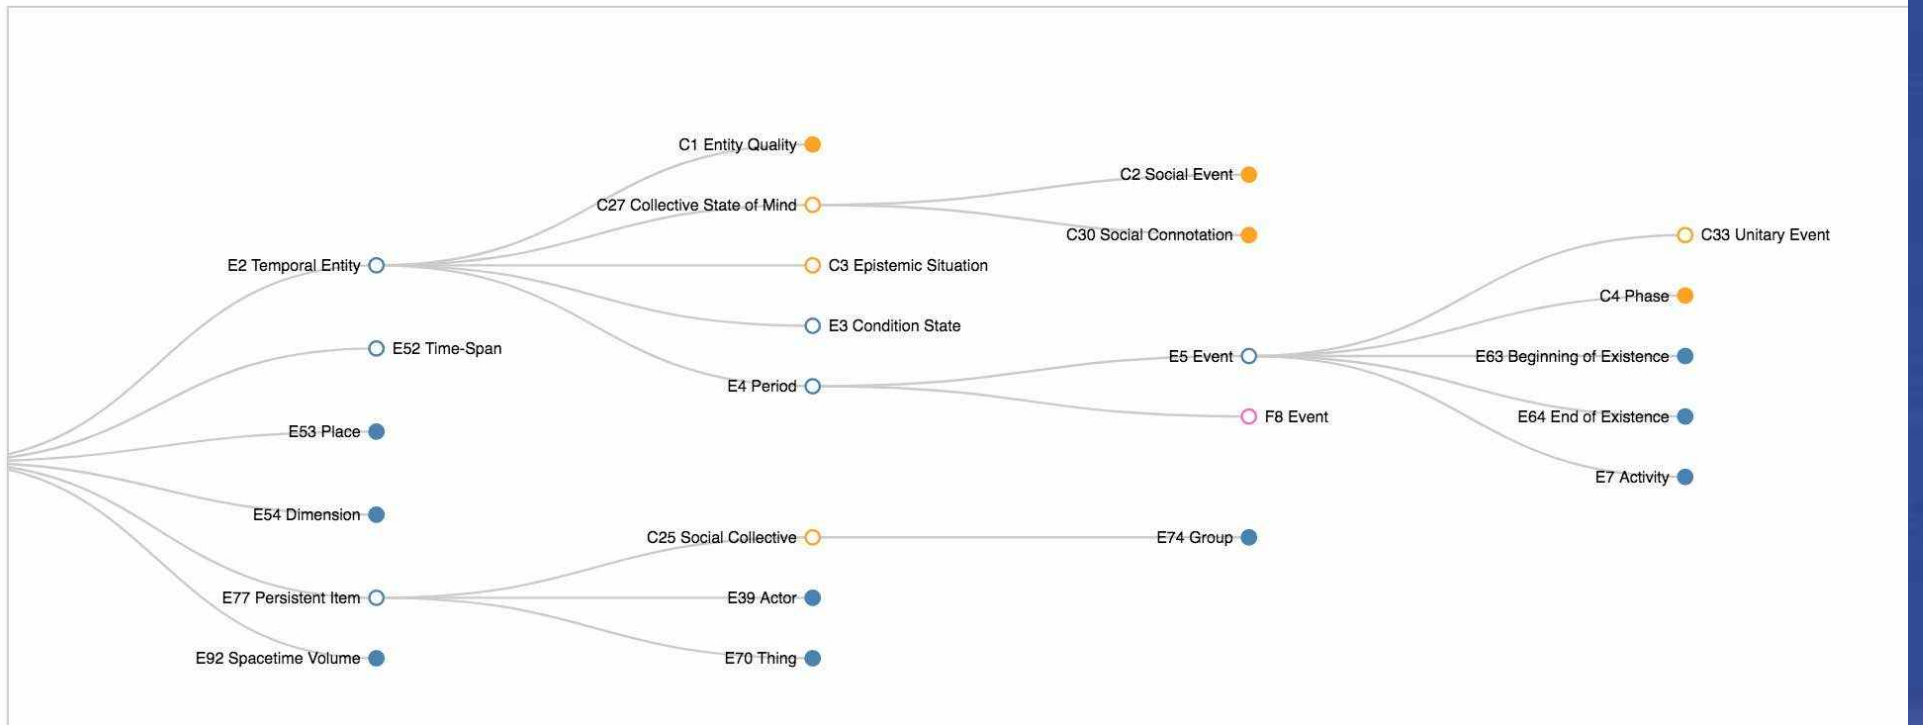 C1 Entity Quality
C2 Social Event
C27 Collective State of Mind
C30 Social Connotation
C33 Unitary Event
E2 Temporal Entity
C3 Epistemic Situation
C4 Phase
E3 Condition State
E52 Time-Span
E5 Event
E63 Beginning of Existence
E4 Period
F8 Event
E64 End of Existence
E53 Place
E7 Activity
E54 Dimension
C25 Social Collective
E74 Group
E77 Persistent Item
E39 Actor
E92 Spacetime Volume
E70 Thing